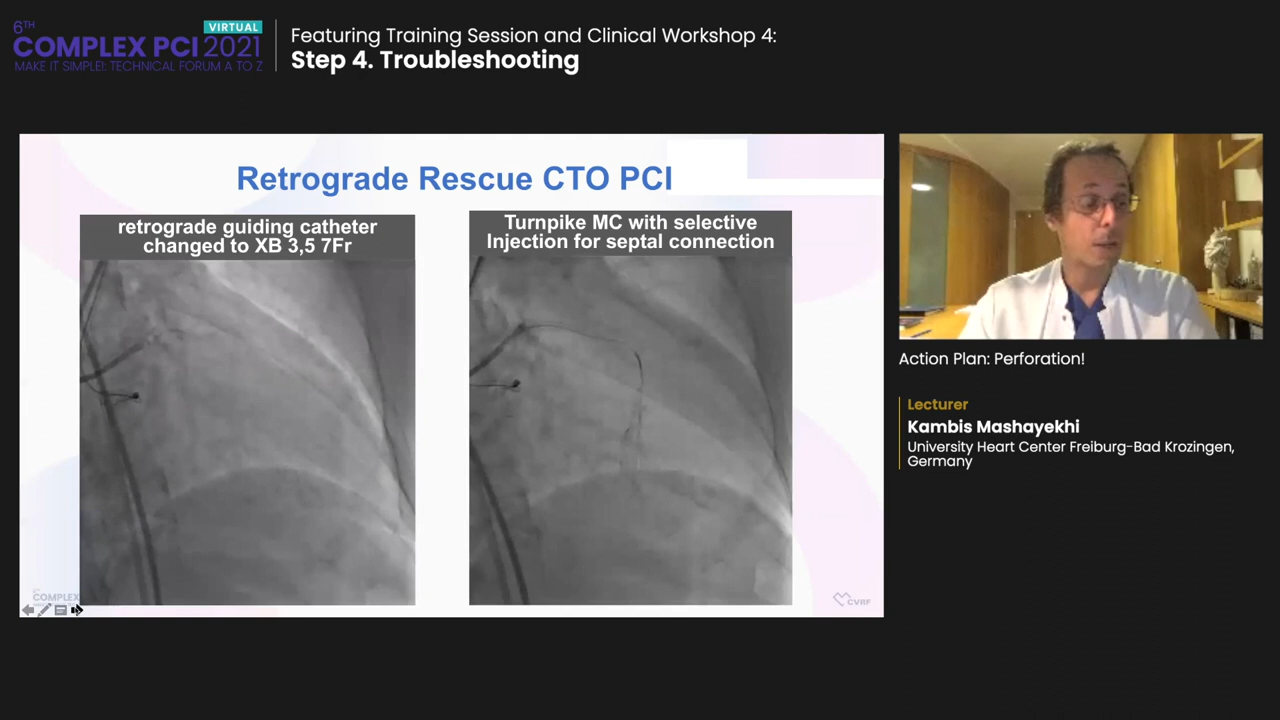 6TH
VIRTUAL
COMPLEX PCI 2021
MAKE IT SIMPLE!: TECHNICAL FORUM A TO Z
Featuring Training Session and Clinical Workshop 4:
Step 4. Troubleshooting
Retrograde Rescue CTO PCI
retrograde guiding catheter
changed to XB 3,5 7Fr
Turnpike MC with selective
Injection for septal connection
COMPLEX
CVRF
Action Plan: Perforation!
Lecturer
Kambis Mashayekhi
University Heart Center Freiburg-Bad Krozingen,
Germany